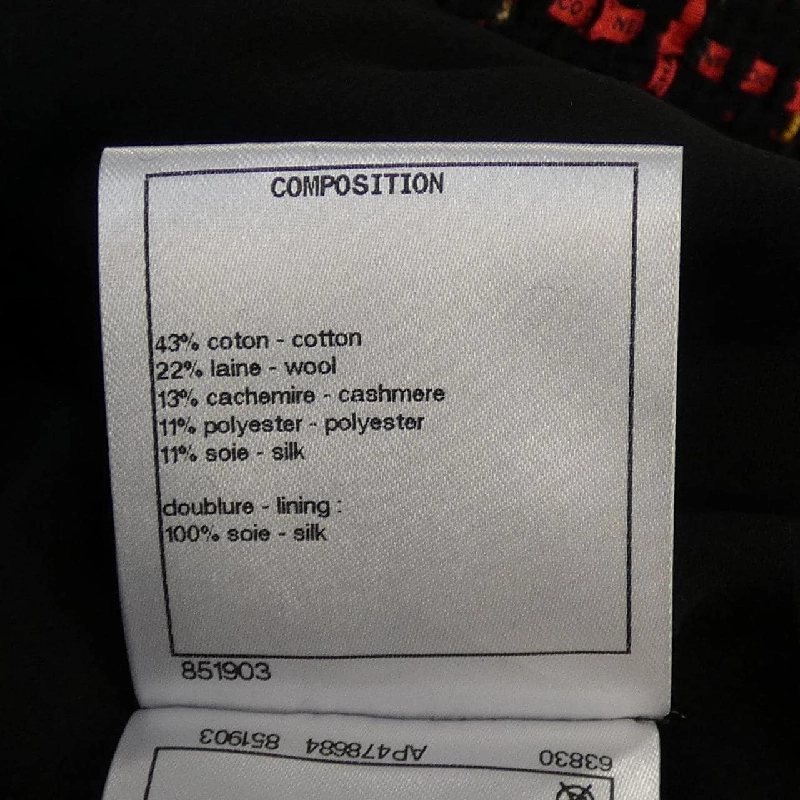 COMPOSITION
43% coton - cotton
22% laine - wool
13% cachemire - cashmere
11% polyester - polyester
11% soie - silk
doublure - lining :
100% soie - silk
851903
63830 AP478684 851903